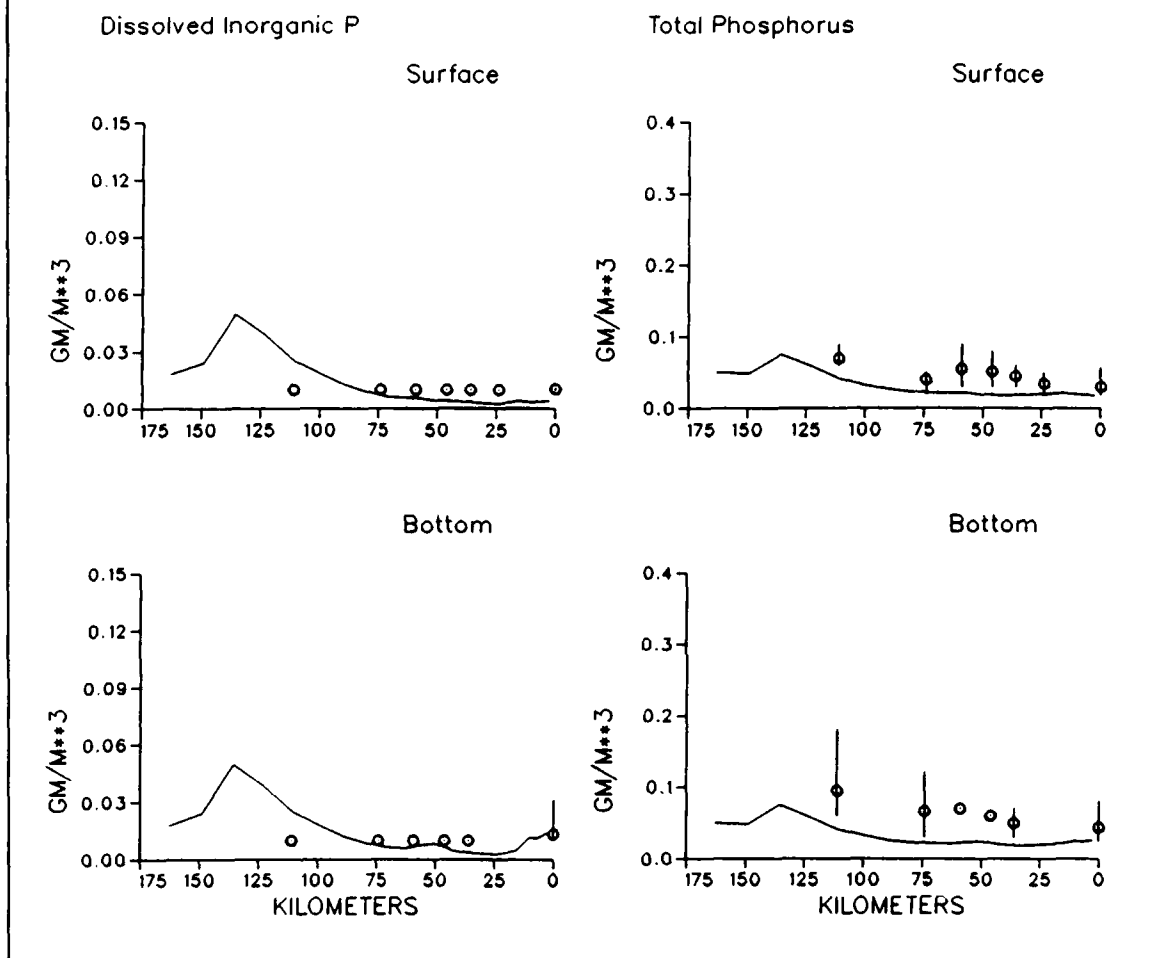 Dissolved Inorganic P
Total Phosphorus
Surface
Surface
GM/M**3
0.15
0.12
0.09
0.06
0.03
0.00
175 150 125 100 75 50 25 0
GM/M**3
0.4
0.3
0.2
0.1
0.0
175 150 125 100 75 50 25 0
Bottom
Bottom
GM/M**3
0.15
0.12
0.09
0.06
0.03
0.00
175 150 125 100 75 50 25 0
KILOMETERS
GM/M**3
0.4
0.3
0.2
0.1
0.0
175 150 125 100 75 50 25 0
KILOMETERS